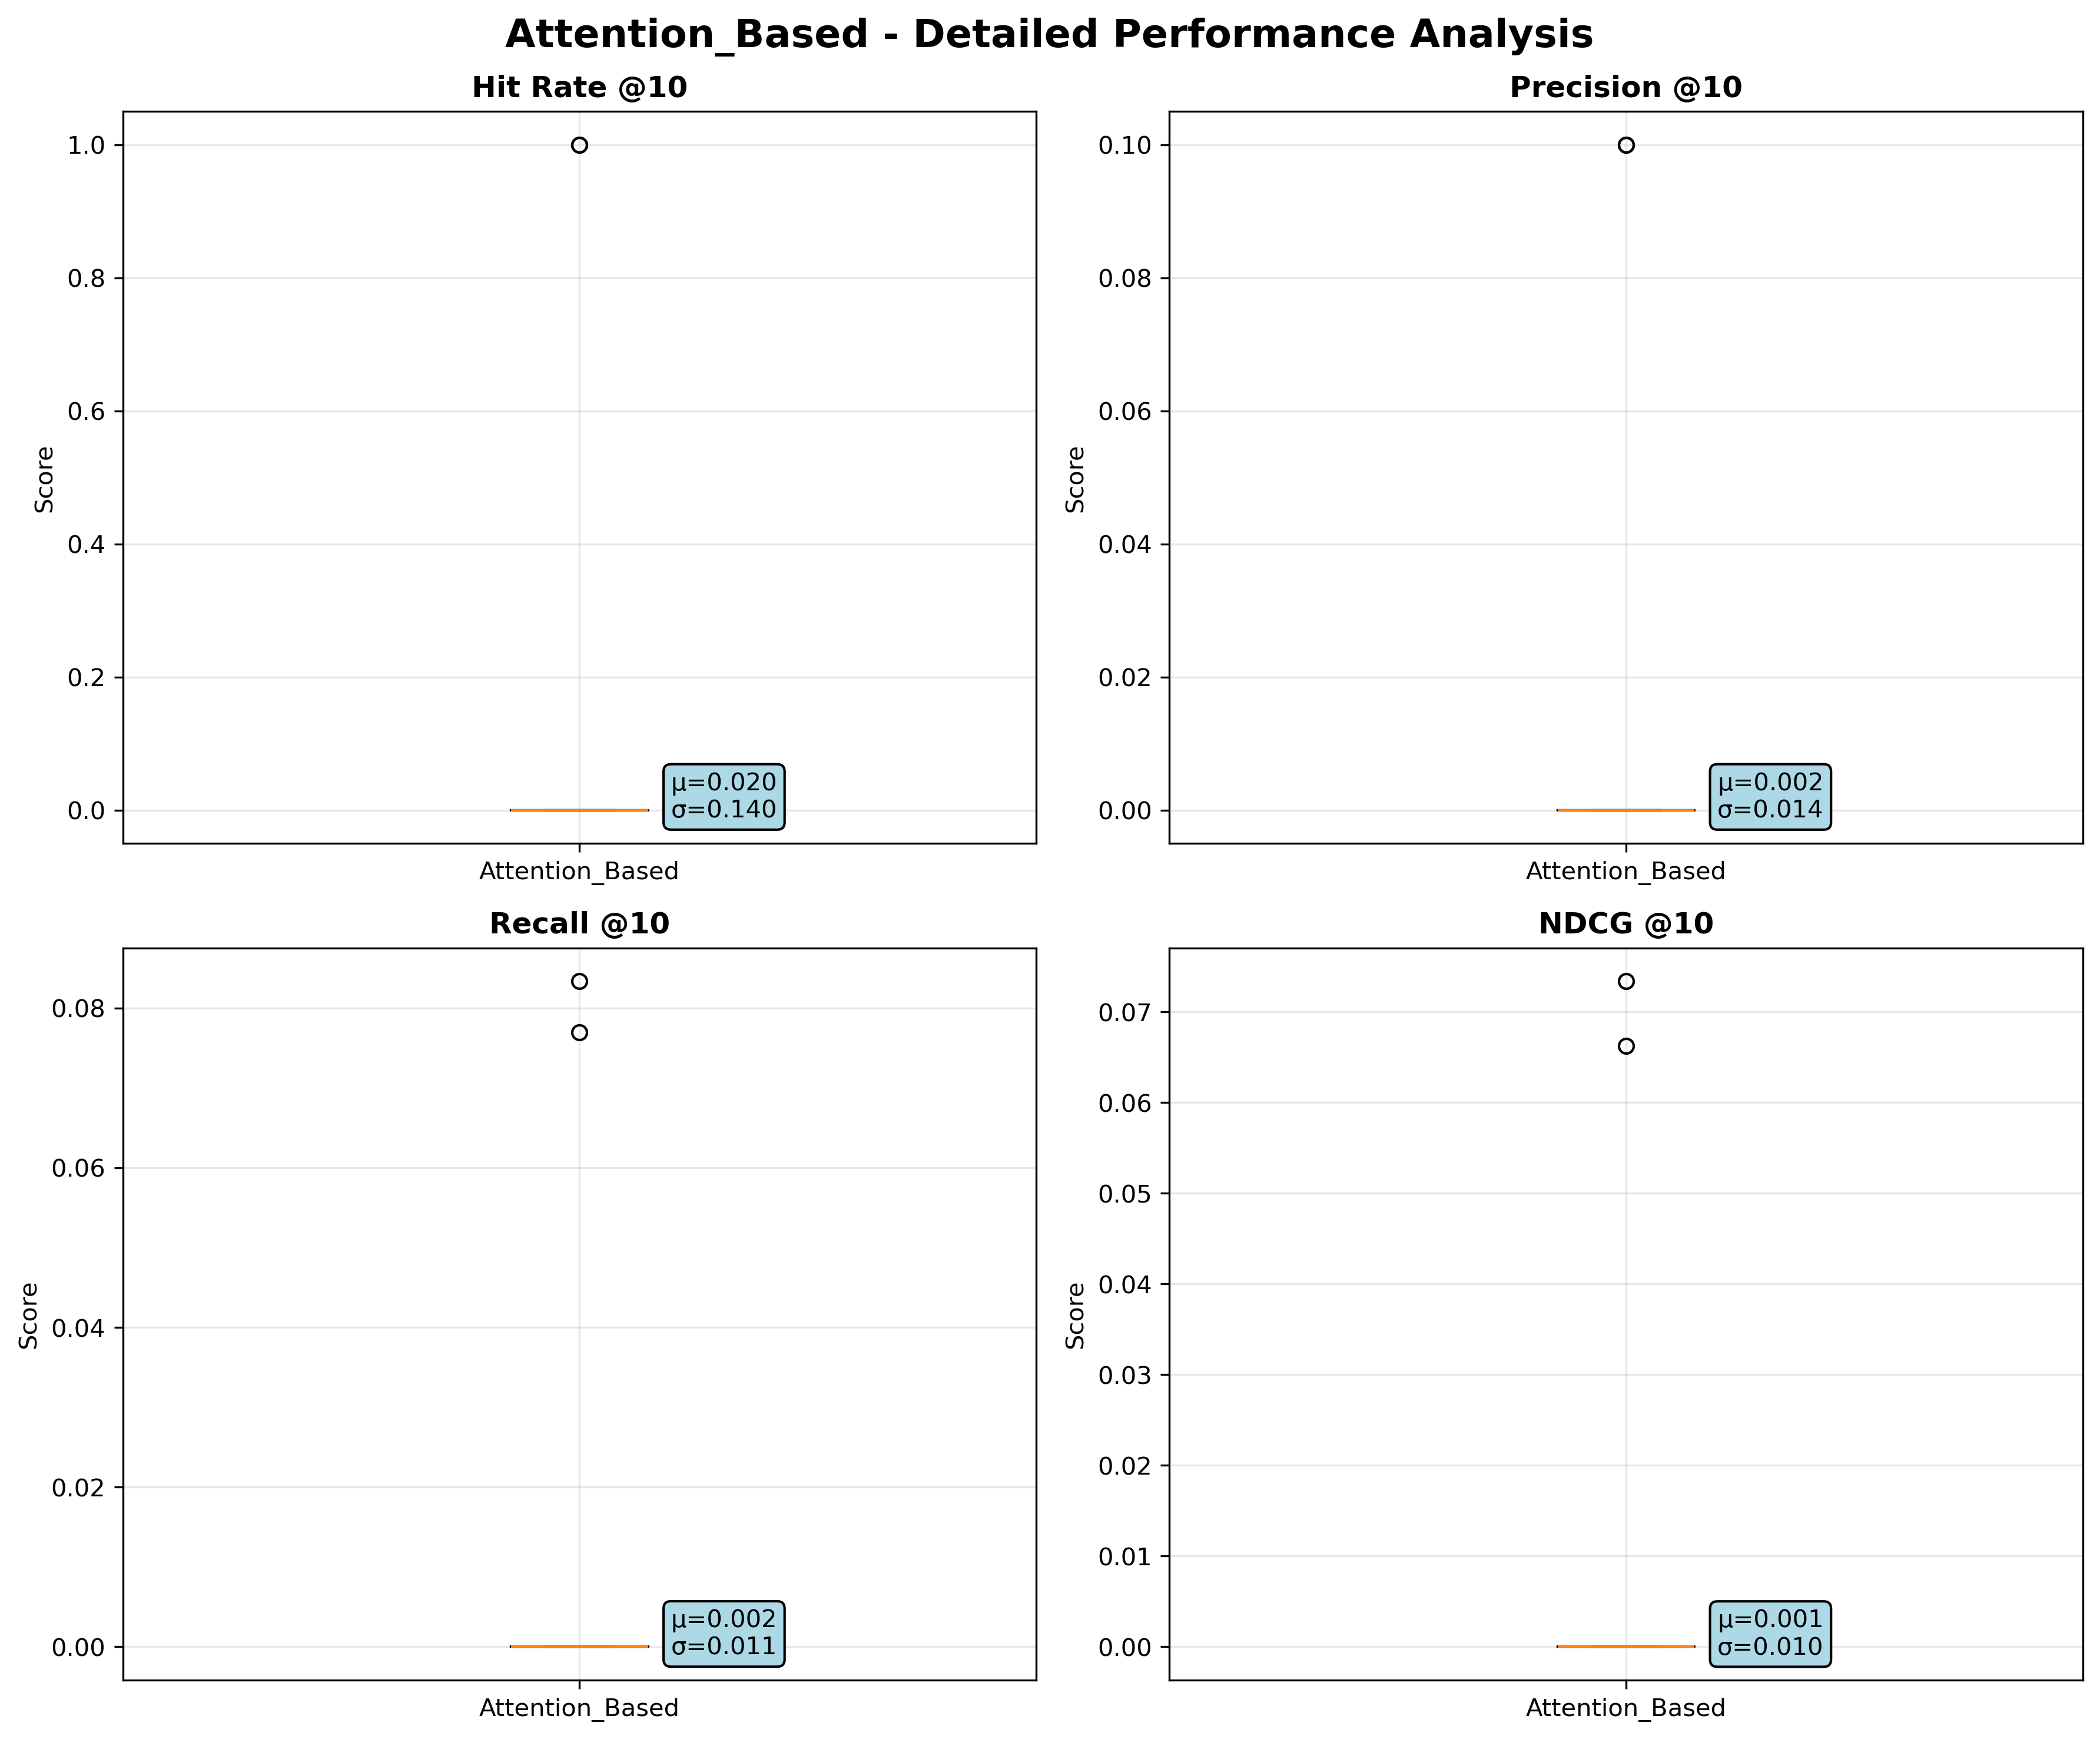 Attention_Based - Detailed Performance Analysis
Hit Rate @10
1.0
0.8
0.6
0.4
0.2
0.0
Score
μ=0.020
σ=0.140
Attention_Based
Precision @10
0.10
0.08
0.06
0.04
0.02
0.00
Score
μ=0.002
σ=0.014
Attention_Based
Recall @10
0.08
0.06
0.04
0.02
0.00
Score
μ=0.002
σ=0.011
Attention_Based
NDCG @10
0.07
0.06
0.05
0.04
0.03
0.02
0.01
0.00
Score
μ=0.001
σ=0.010
Attention_Based